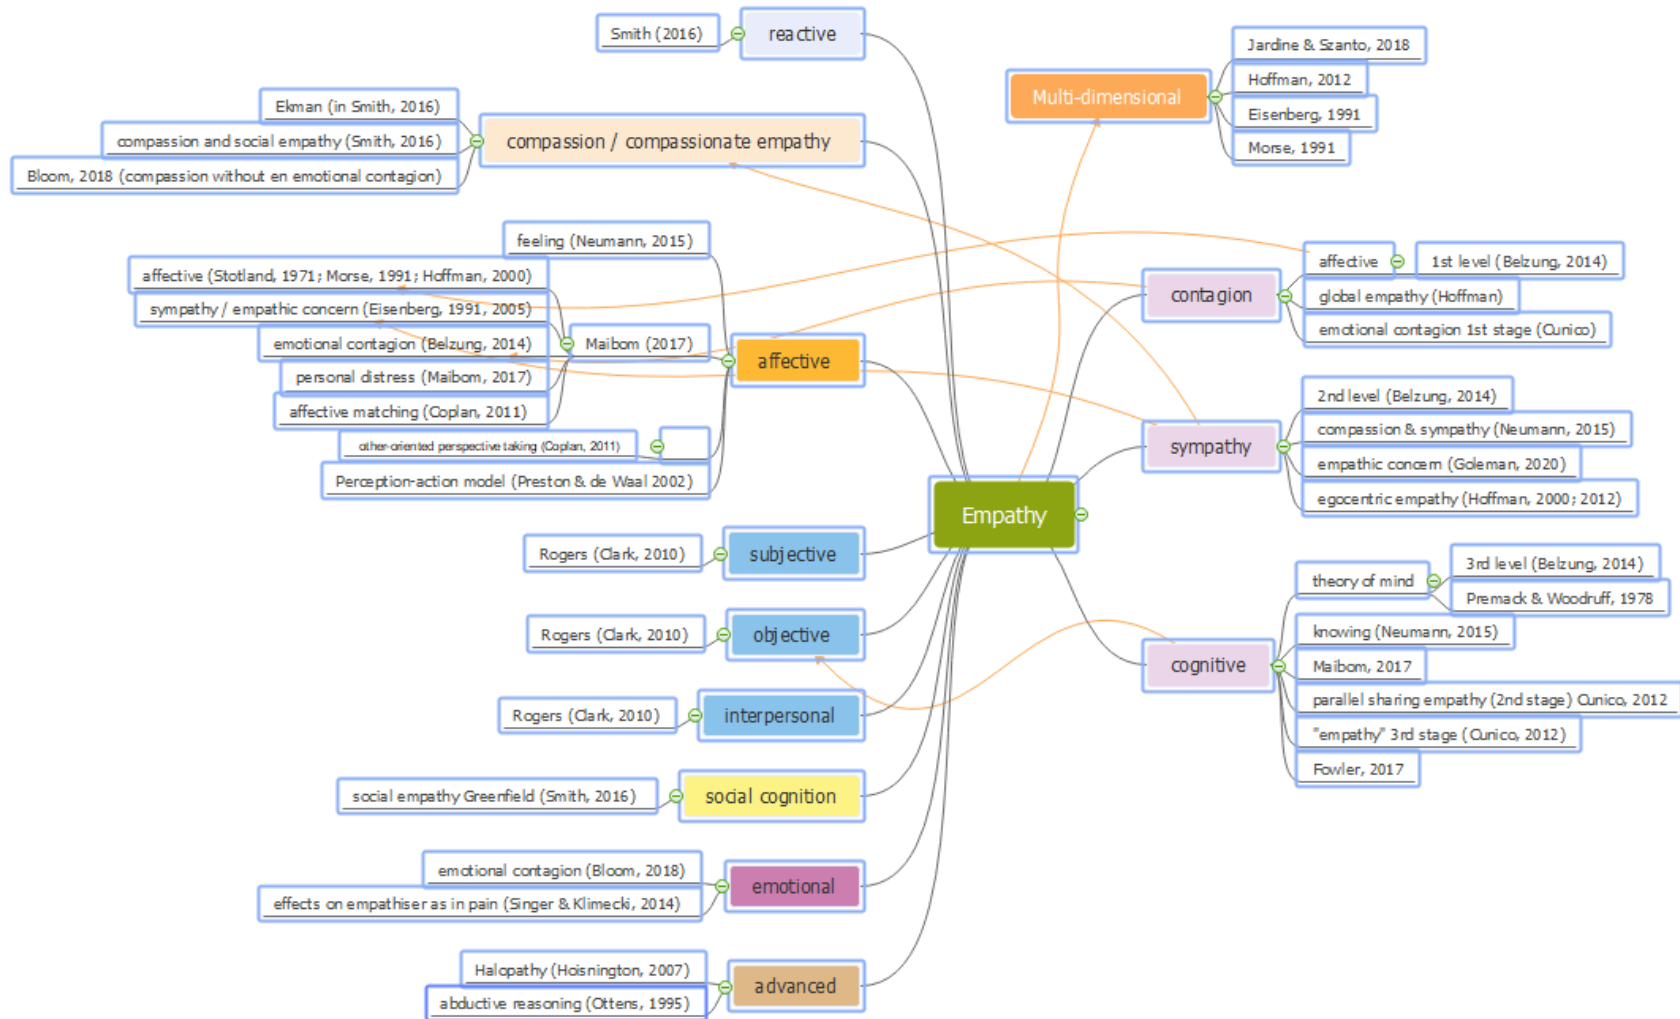 Smith (2016)
reactive
Ekman (in Smith, 2016)
compassion and social empathy (Smith, 2016)
Bloom, 2018 (compassion without en emotional contagion)
compassion / compassionate empathy
feeling (Neumann, 2015)
affective (Stotland, 1971; Morse, 1991; Hoffman, 2000)
sympathy / empathic concern (Eisenberg, 1991, 2005)
emotional contagion (Belzung, 2014)
personal distress (Maibom, 2017)
affective matching (Coplan, 2011)
Maibom (2017)
other-oriented perspective taking (Coplan, 2011)
Perception-action model (Preston & de Waal 2002)
affective
Rogers (Clark, 2010)
subjective
Rogers (Clark, 2010)
objective
Rogers (Clark, 2010)
interpersonal
social empathy Greenfield (Smith, 2016)
social cognition
emotional contagion (Bloom, 2018)
effects on empathiser as in pain (Singer & Klimecki, 2014)
emotional
Halopathy (Hoisnington, 2007)
abductive reasoning (Ottens, 1995)
advanced
Empathy
Multi-dimensional
Jardine & Szanto, 2018
Hoffman, 2012
Eisenberg, 1991
Morse, 1991
contagion
affective
1st level (Belzung, 2014)
global empathy (Hoffman)
emotional contagion 1st stage (Cunico)
sympathy
2nd level (Belzung, 2014)
compassion & sympathy (Neumann, 2015)
empathic concern (Goleman, 2020)
egocentric empathy (Hoffman, 2000; 2012)
cognitive
theory of mind
3rd level (Belzung, 2014)
Premack & Woodruff, 1978
knowing (Neumann, 2015)
Maibom, 2017
parallel sharing empathy (2nd stage) Cunico, 2012
"empathy" 3rd stage (Cunico, 2012)
Fowler, 2017